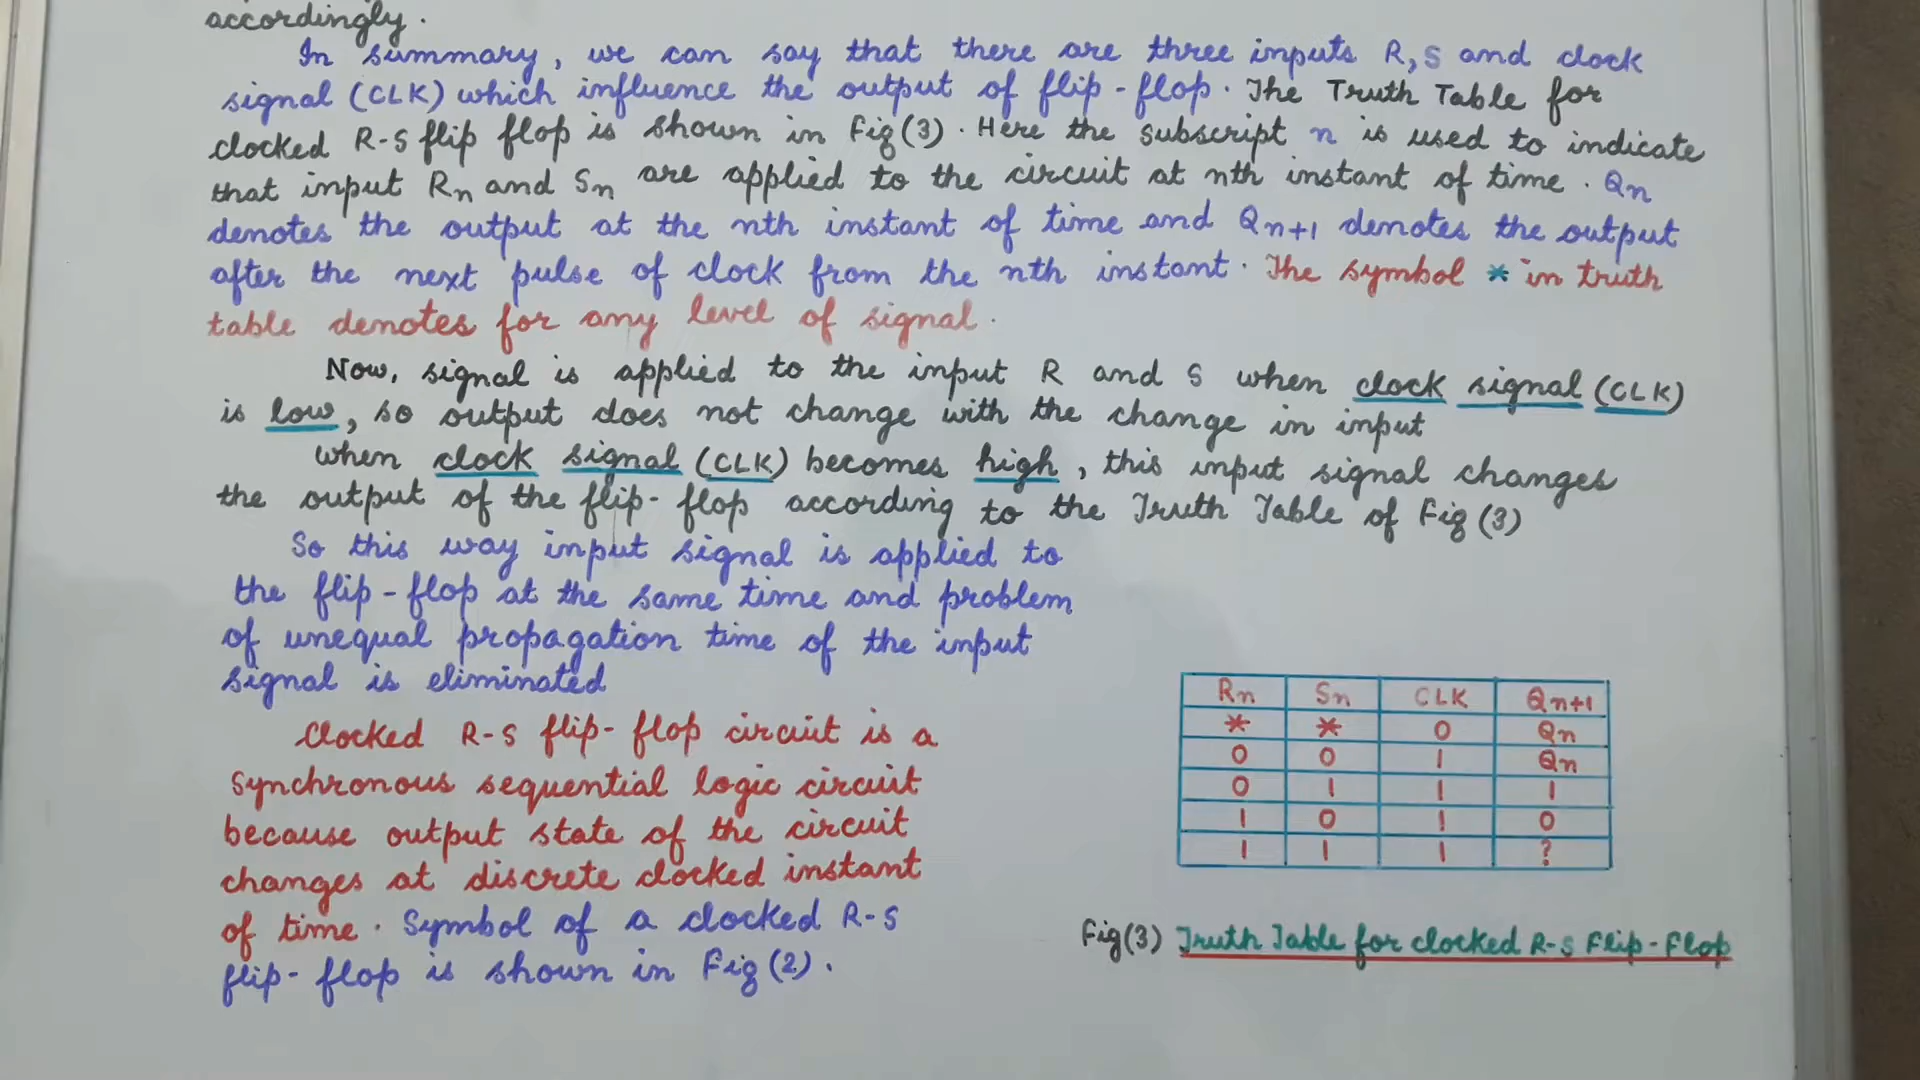 accordingly.
In summary, we can say that there are three inputs R, S and clock
signal (CLK) which influence the output of flip-flop. The Truth Table for
clocked R-S flip flop is shown in Fig (3). Here the subscript n is used to indicate
that input Rn and Sn are applied to the circuit at nth instant of time. Qn
denotes the output at the nth instant of time and Qn+1 denotes the output
after the next pulse of clock from the nth instant. The symbol * in truth
table denotes for any level of signal.
Now, signal is applied to the input R and S when clock signal (CLK)
is low, so output does not change with the change in input
when clock signal (CLK) becomes high, this input signal changes
the output of the flip-flop according to the Truth Table of Fig (3)
So this way input signal is applied to
the flip-flop at the same time and problem
of unequal propagation time of the input
signal is eliminated
Clocked R-S flip-flop circuit is a
synchronous sequential logic circuit
because output state of the circuit
changes at discrete clocked instant
of time. Symbol of a clocked R-S
flip-flop is shown in Fig (2).
Rn Sn CLK Qn+1
* * 0 Qn
0 0 1 Qn
0 1 1 1
1 0 1 0
1 1 1 ?
Fig (3) Truth Table for clocked R-S Flip-Flop